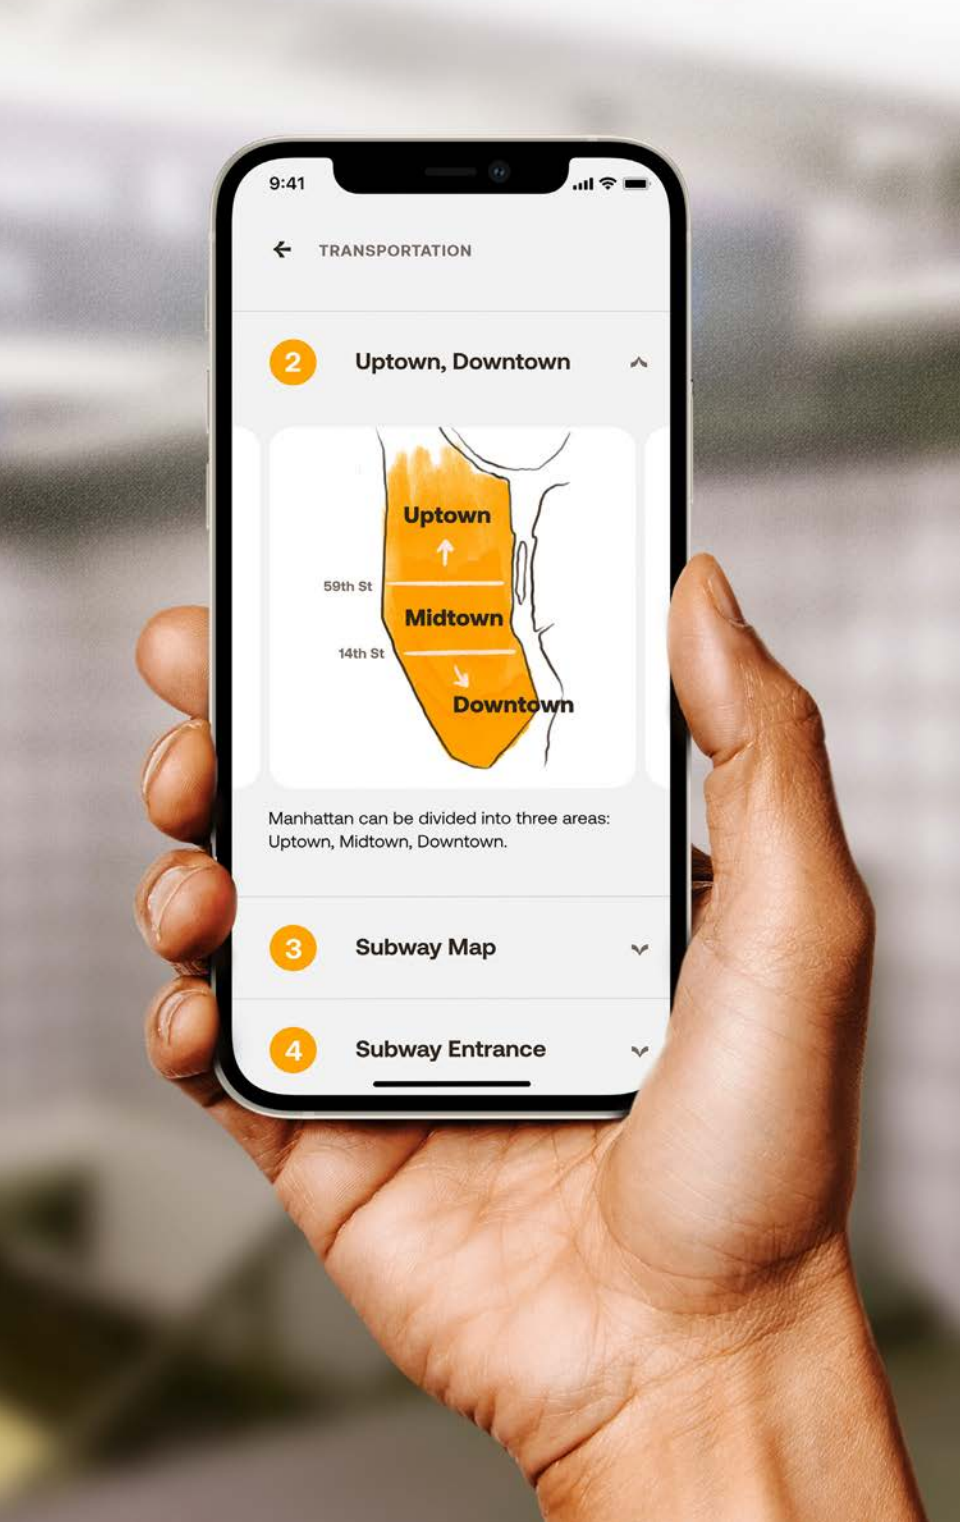 9:41
TRANSPORTATION
2 Uptown, Downtown
Uptown
59th St
Midtown
14th St
Downtown
Manhattan can be divided into three areas:
Uptown, Midtown, Downtown.
3 Subway Map
4 Subway Entrance